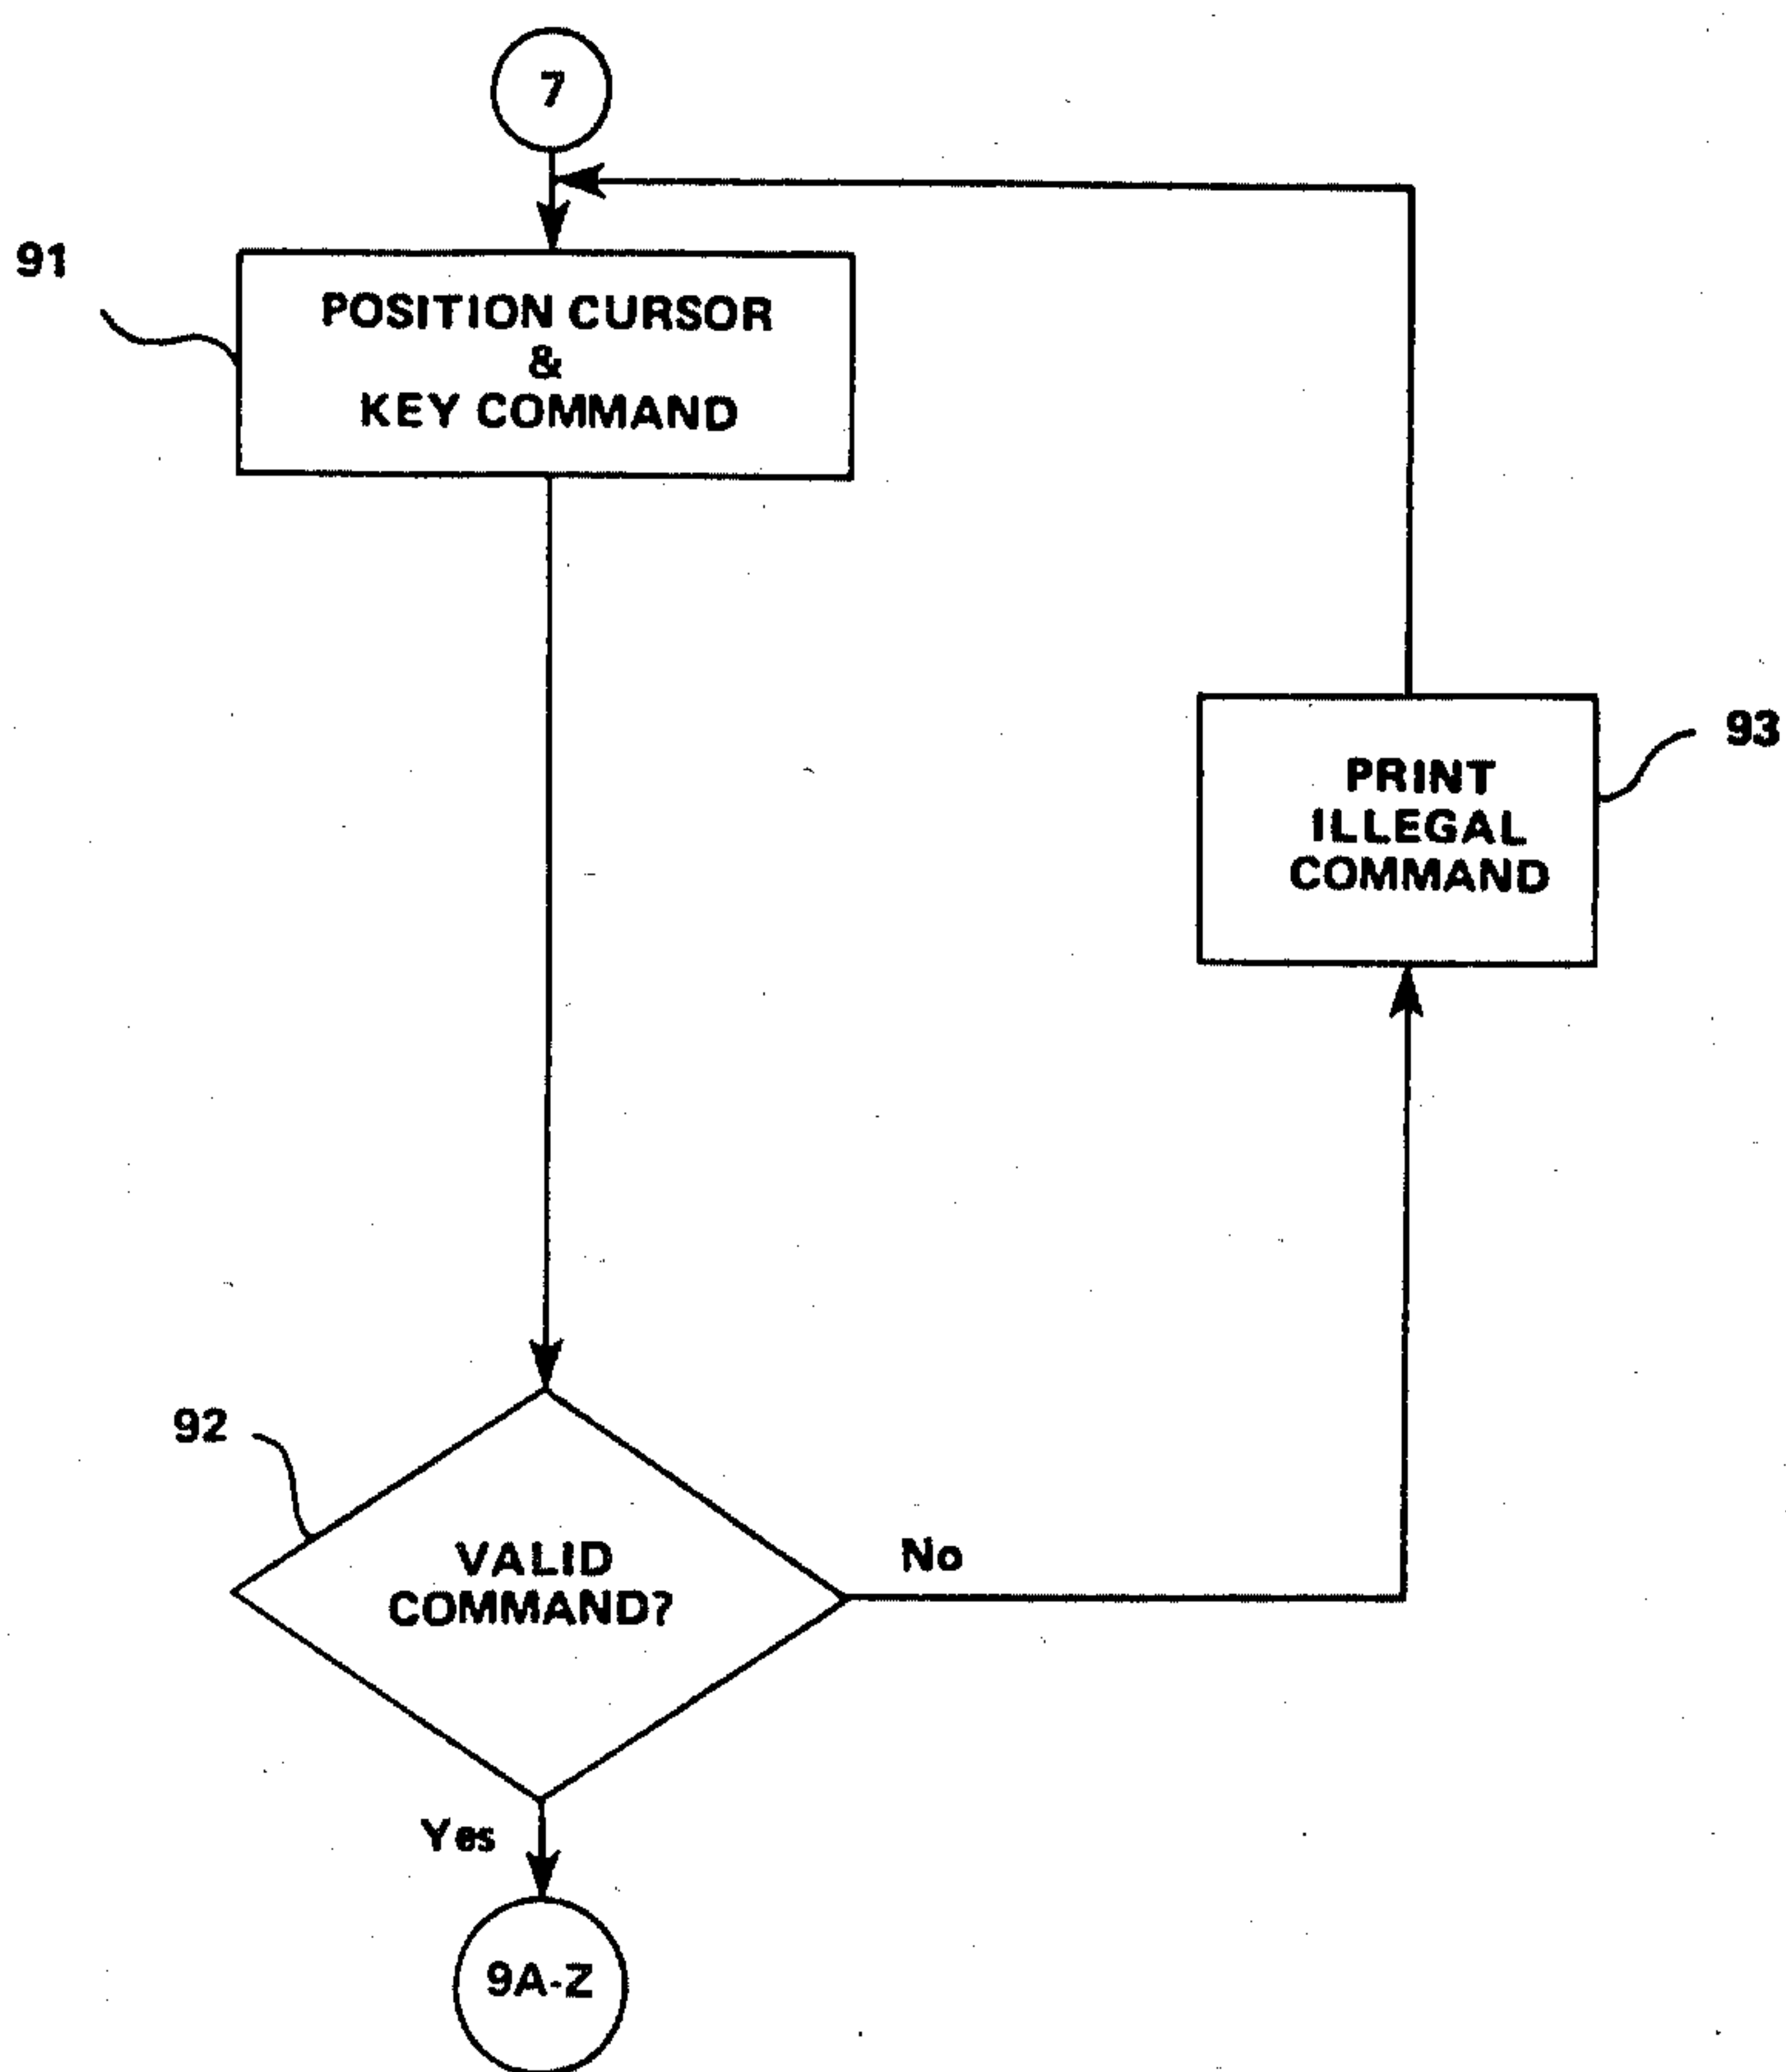 7
91
POSITION CURSOR
&
KEY COMMAND
93
PRINT
ILLEGAL
COMMAND
92
VALID
COMMAND?
No
Yes
9A-Z